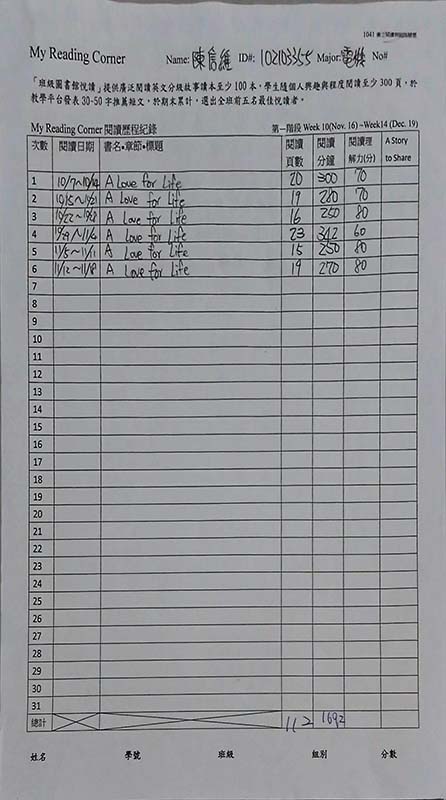 My Reading Corner Name: 陳信維 ID#: 102103355 Major: 電機 No#
「班級圖書館悅讀」提供廣泛閱讀英文分級故事讀本至少 100 本，學生隨個人興趣與程度閱讀至少 300 頁，於
教學平台發表 30-50 字推薦短文，於期末累計，選出全班前五名最佳悅讀者。
My Reading Corner 閱讀歷程紀錄 第一階段 Week 10(Nov. 16) ~Week14 (Dec. 19)
次數 閱讀日期 書名•章節•標題 閱讀頁數 閱讀分鐘 閱讀理解力(分) A Story to Share
1 10/7~10/14 A Love for Life 20 300 70
2 10/15~10/21 A Love for Life 19 280 70
3 10/22~10/28 A Love for Life 16 250 80
4 10/29~11/4 A Love for Life 23 342 60
5 11/5~11/11 A Love for Life 15 250 80
6 11/12~11/18 A Love for Life 19 270 80
7
8
9
10
11
12
13
14
15
16
17
18
19
20
21
22
23
24
25
26
27
28
29
30
31
總計 112 1692
姓名 學號 班級 組別 分數